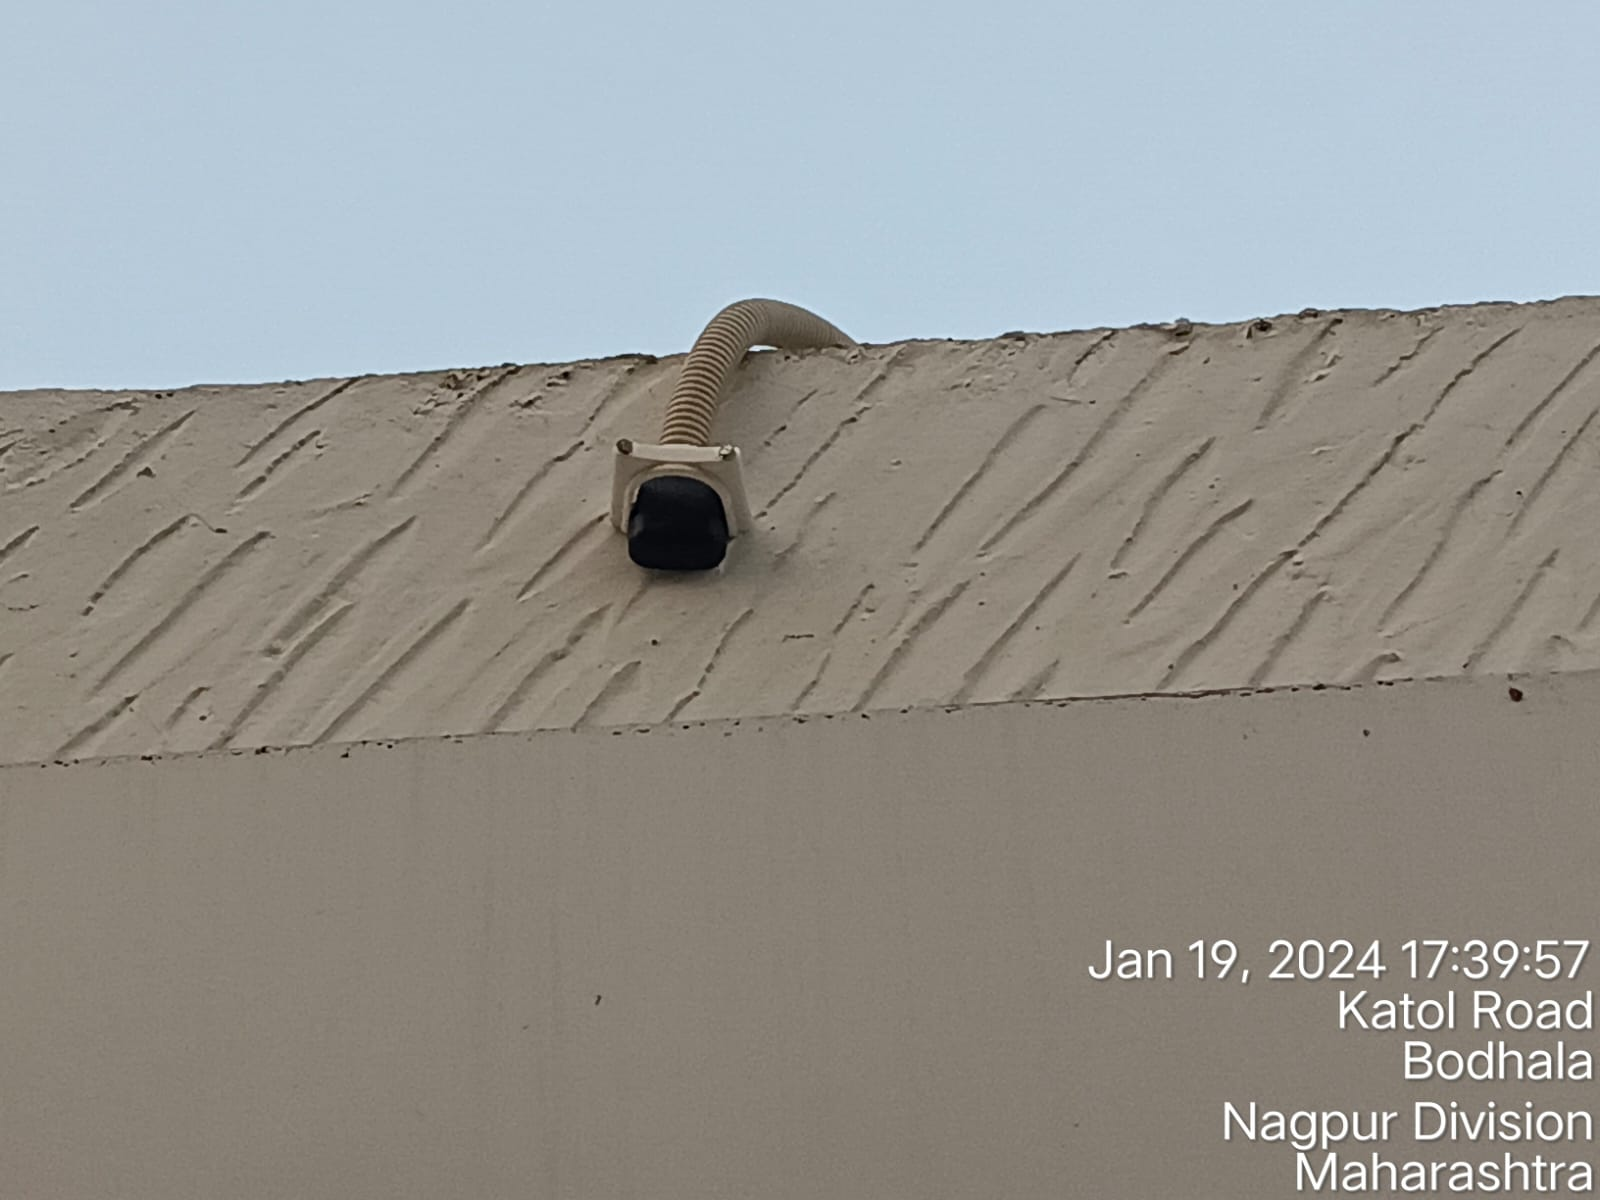 Jan 19, 2024 17:39:57
Katol Road
Bodhala
Nagpur Division
Maharashtra